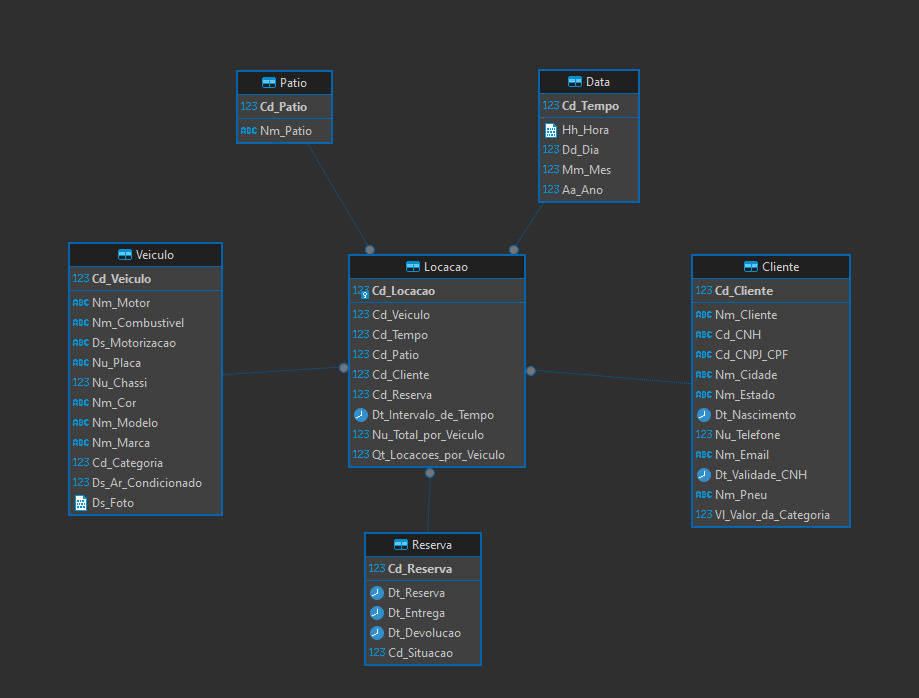 Patio
123 Cd_Patio
ABC Nm_Patio
Data
123 Cd_Tempo
Hh_Hora
123 Dd_Dia
123 Mm_Mes
123 Aa_Ano
Veiculo
123 Cd_Veiculo
ABC Nm_Motor
ABC Nm_Combustivel
ABC Ds_Motorizacao
ABC Nu_Placa
123 Nu_Chassi
ABC Nm_Cor
ABC Nm_Modelo
ABC Nm_Marca
123 Cd_Categoria
123 Ds_Ar_Condicionado
Ds_Foto
Locacao
123 Cd_Locacao
123 Cd_Veiculo
123 Cd_Tempo
123 Cd_Patio
123 Cd_Cliente
123 Cd_Reserva
Dt_Intervalo_de_Tempo
123 Nu_Total_por_Veiculo
123 Qt_Locacoes_por_Veiculo
Cliente
123 Cd_Cliente
ABC Nm_Cliente
ABC Cd_CNH
ABC Cd_CNPJ_CPF
ABC Nm_Cidade
ABC Nm_Estado
Dt_Nascimento
123 Nu_Telefone
ABC Nm_Email
Dt_Validade_CNH
ABC Nm_Pneu
123 Vl_Valor_da_Categoria
Reserva
123 Cd_Reserva
Dt_Reserva
Dt_Entrega
Dt_Devolucao
123 Cd_Situacao